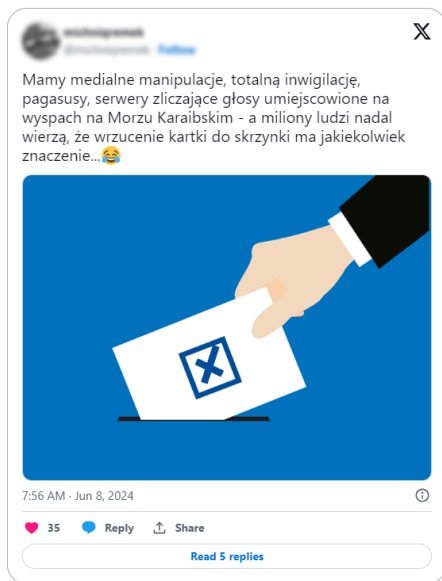 Follow
Mamy medialne manipulacje, totalną inwigilację,
pagasusy, serwery zliczające głosy umiejscowione na
wyspach na Morzu Karaibskim - a miliony ludzi nadal
wierzą, że wrzucenie kartki do skrzynki ma jakiekolwiek
znaczenie...😂
7:56 AM · Jun 8, 2024
35 Reply Share
Read 5 replies